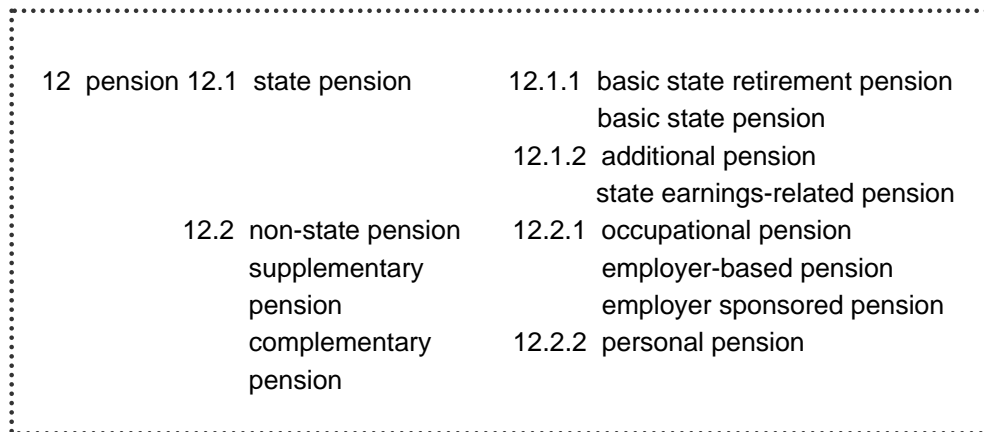 12 pension 12.1 state pension 12.1.1 basic state retirement pension
basic state pension
12.1.2 additional pension
state earnings-related pension
12.2 non-state pension 12.2.1 occupational pension
supplementary employer-based pension
pension employer sponsored pension
complementary 12.2.2 personal pension
pension